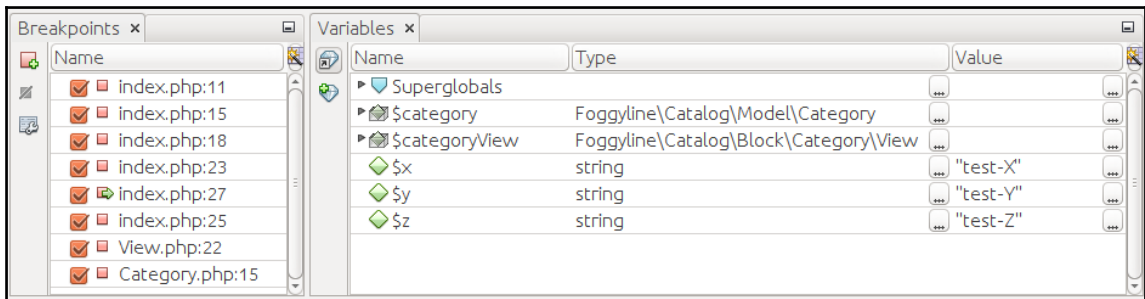 Breakpoints ×
Name
index.php:11
index.php:15
index.php:18
index.php:23
index.php:27
index.php:25
View.php:22
Category.php:15
Variables ×
Name Type Value
Superglobals ... ...
$category Foggyline\Catalog\Model\Category ... ...
$categoryView Foggyline\Catalog\Block\Category\View ... ...
$x string ... "test-X" ...
$y string ... "test-Y" ...
$z string ... "test-Z" ...